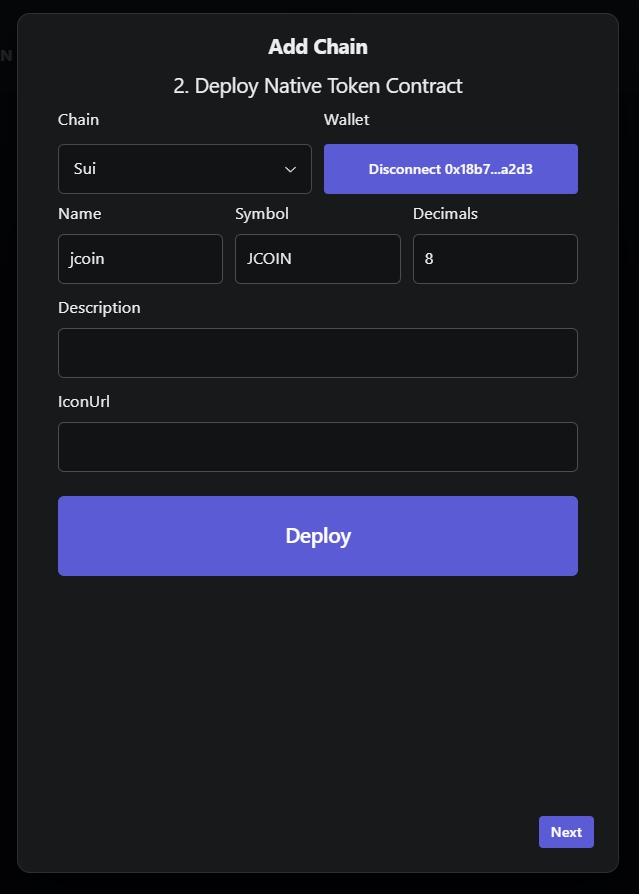 Add Chain
2. Deploy Native Token Contract
Chain Wallet
Sui Disconnect 0x18b7...a2d3
Name Symbol Decimals
jcoin JCOIN 8
Description
IconUrl
Deploy
Next
N